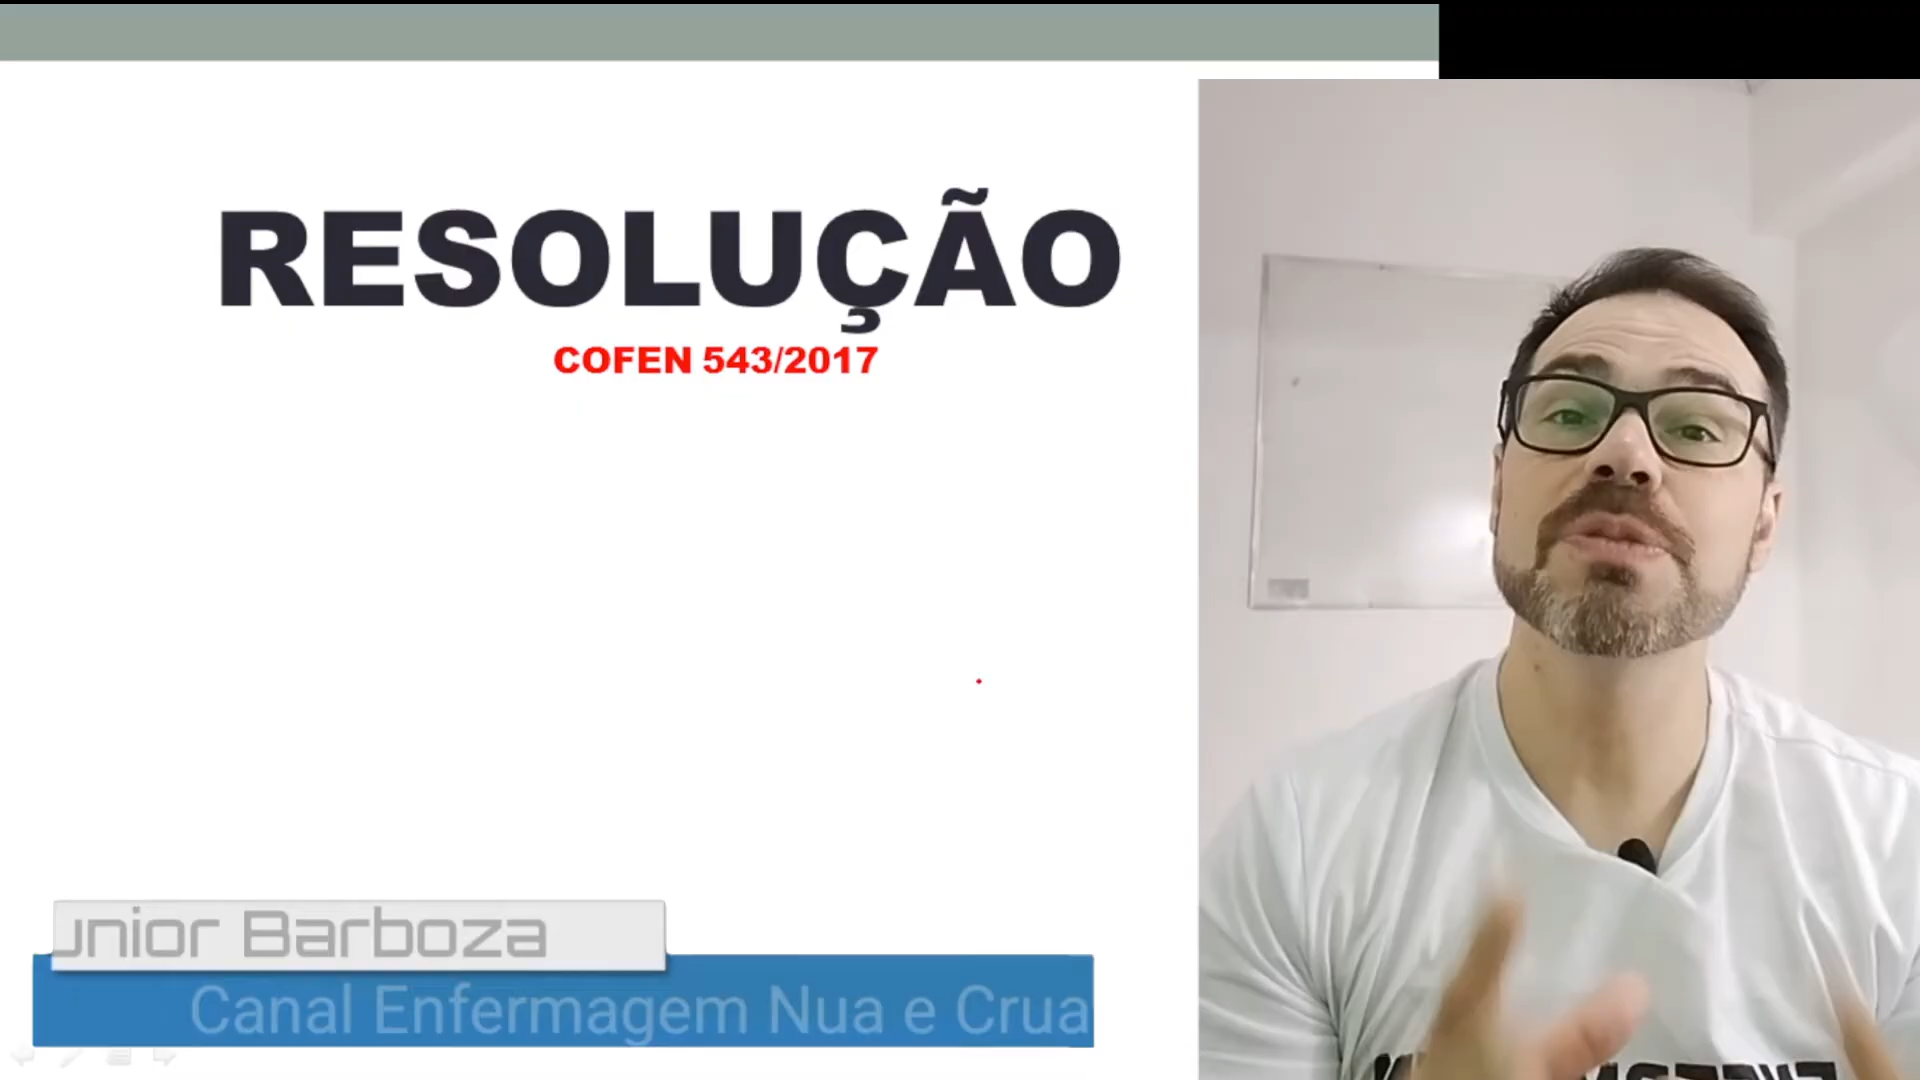 RESOLUÇÃO
COFEN 543/2017
unior Barboza
Canal Enfermagem Nua e Crua